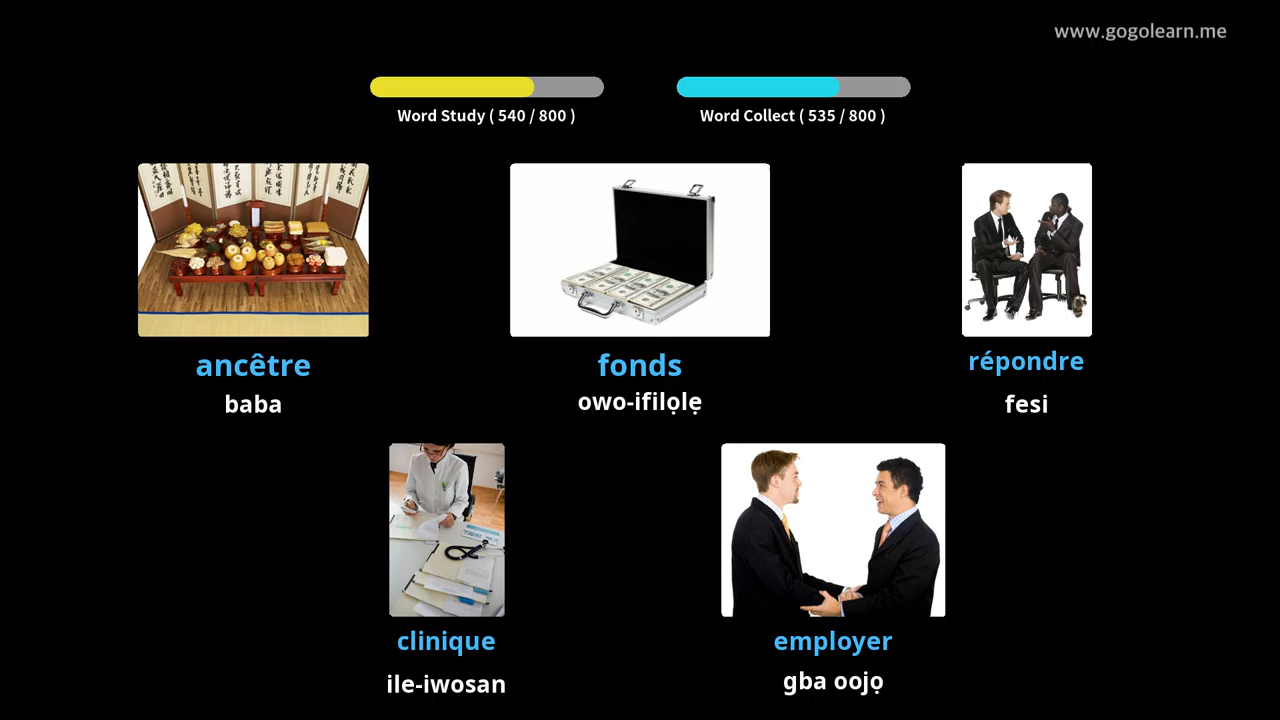 www.gogolearn.me
Word Study ( 540 / 800 )
Word Collect ( 535 / 800 )
ancêtre
baba
fonds
owo-ifilọlẹ
répondre
fesi
clinique
ile-iwosan
employer
gba oojọ